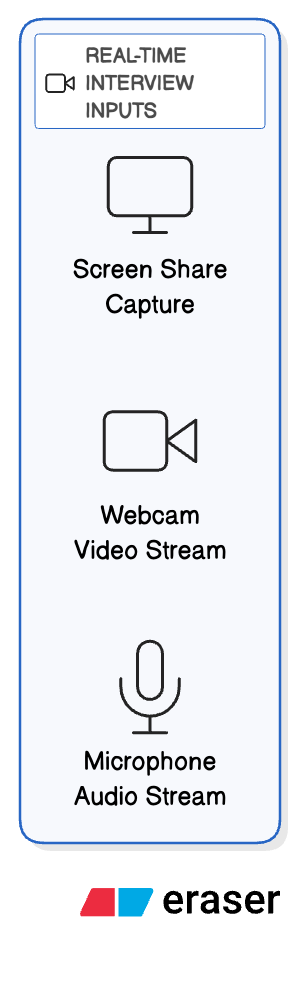 REAL-TIME
INTERVIEW
INPUTS
Screen Share
Capture
Webcam
Video Stream
Microphone
Audio Stream
eraser